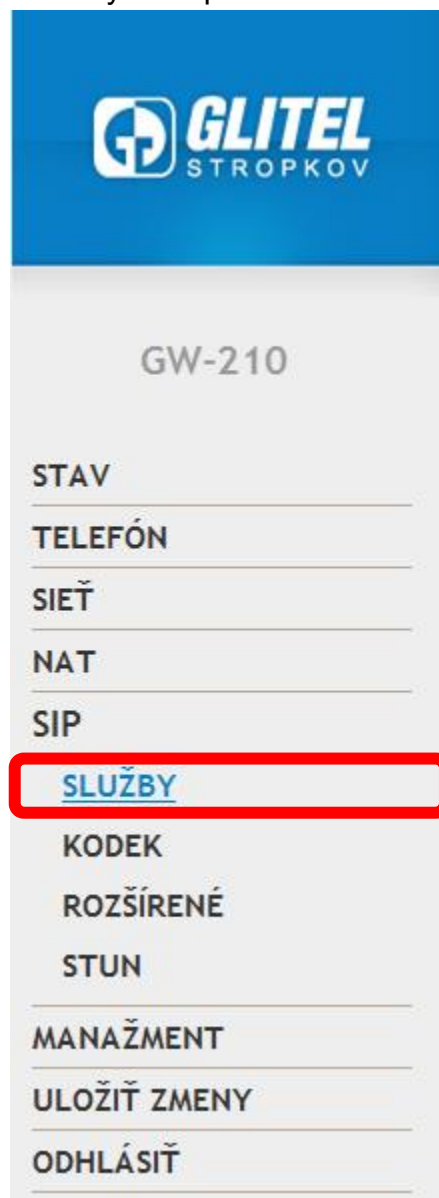 GLITEL
STROPKOV
GW-210
STAV
TELEFÓN
SIEŤ
NAT
SIP
SLUŽBY
KODEK
ROZŠÍRENÉ
STUN
MANAŽMENT
ULOŽIŤ ZMENY
ODHLÁSIŤ